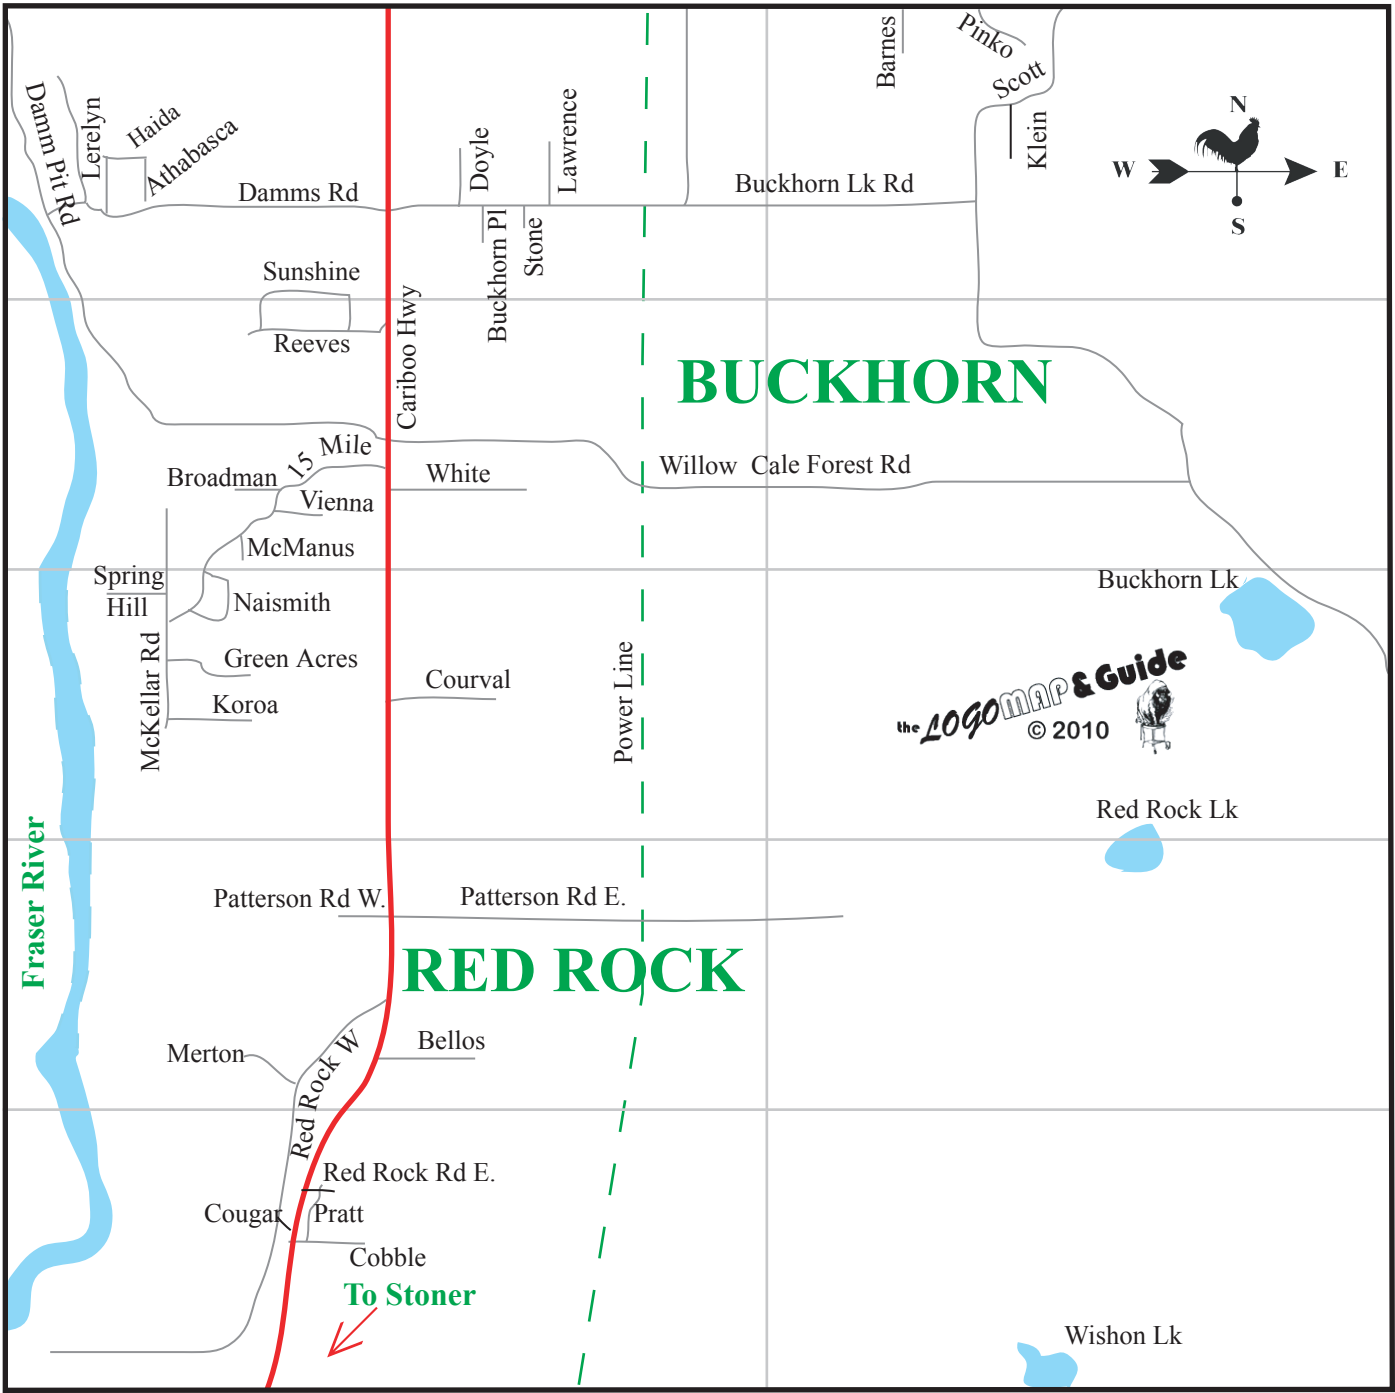 Barnes
Pinko
Scott
Klein
Damm Pit Rd
Lerelyn
Haida
Athabasca
Damms Rd
Doyle
Lawrence
Buckhorn Lk Rd
Buckhorn Pl
Stone
N
W
E
S
Sunshine
Reeves
Cariboo Hwy
BUCKHORN
15 Mile
Broadman
White
Willow Cale Forest Rd
Vienna
McManus
Spring
Hill
Naismith
Buckhorn Lk
McKellar Rd
Green Acres
Koroa
Courval
Power Line
the LOGO MAP & Guide
© 2010
Red Rock Lk
Fraser River
Patterson Rd W.
Patterson Rd E.
RED ROCK
Merton
Red Rock W
Bellos
Red Rock Rd E.
Cougar
Pratt
Cobble
To Stoner
Wishon Lk